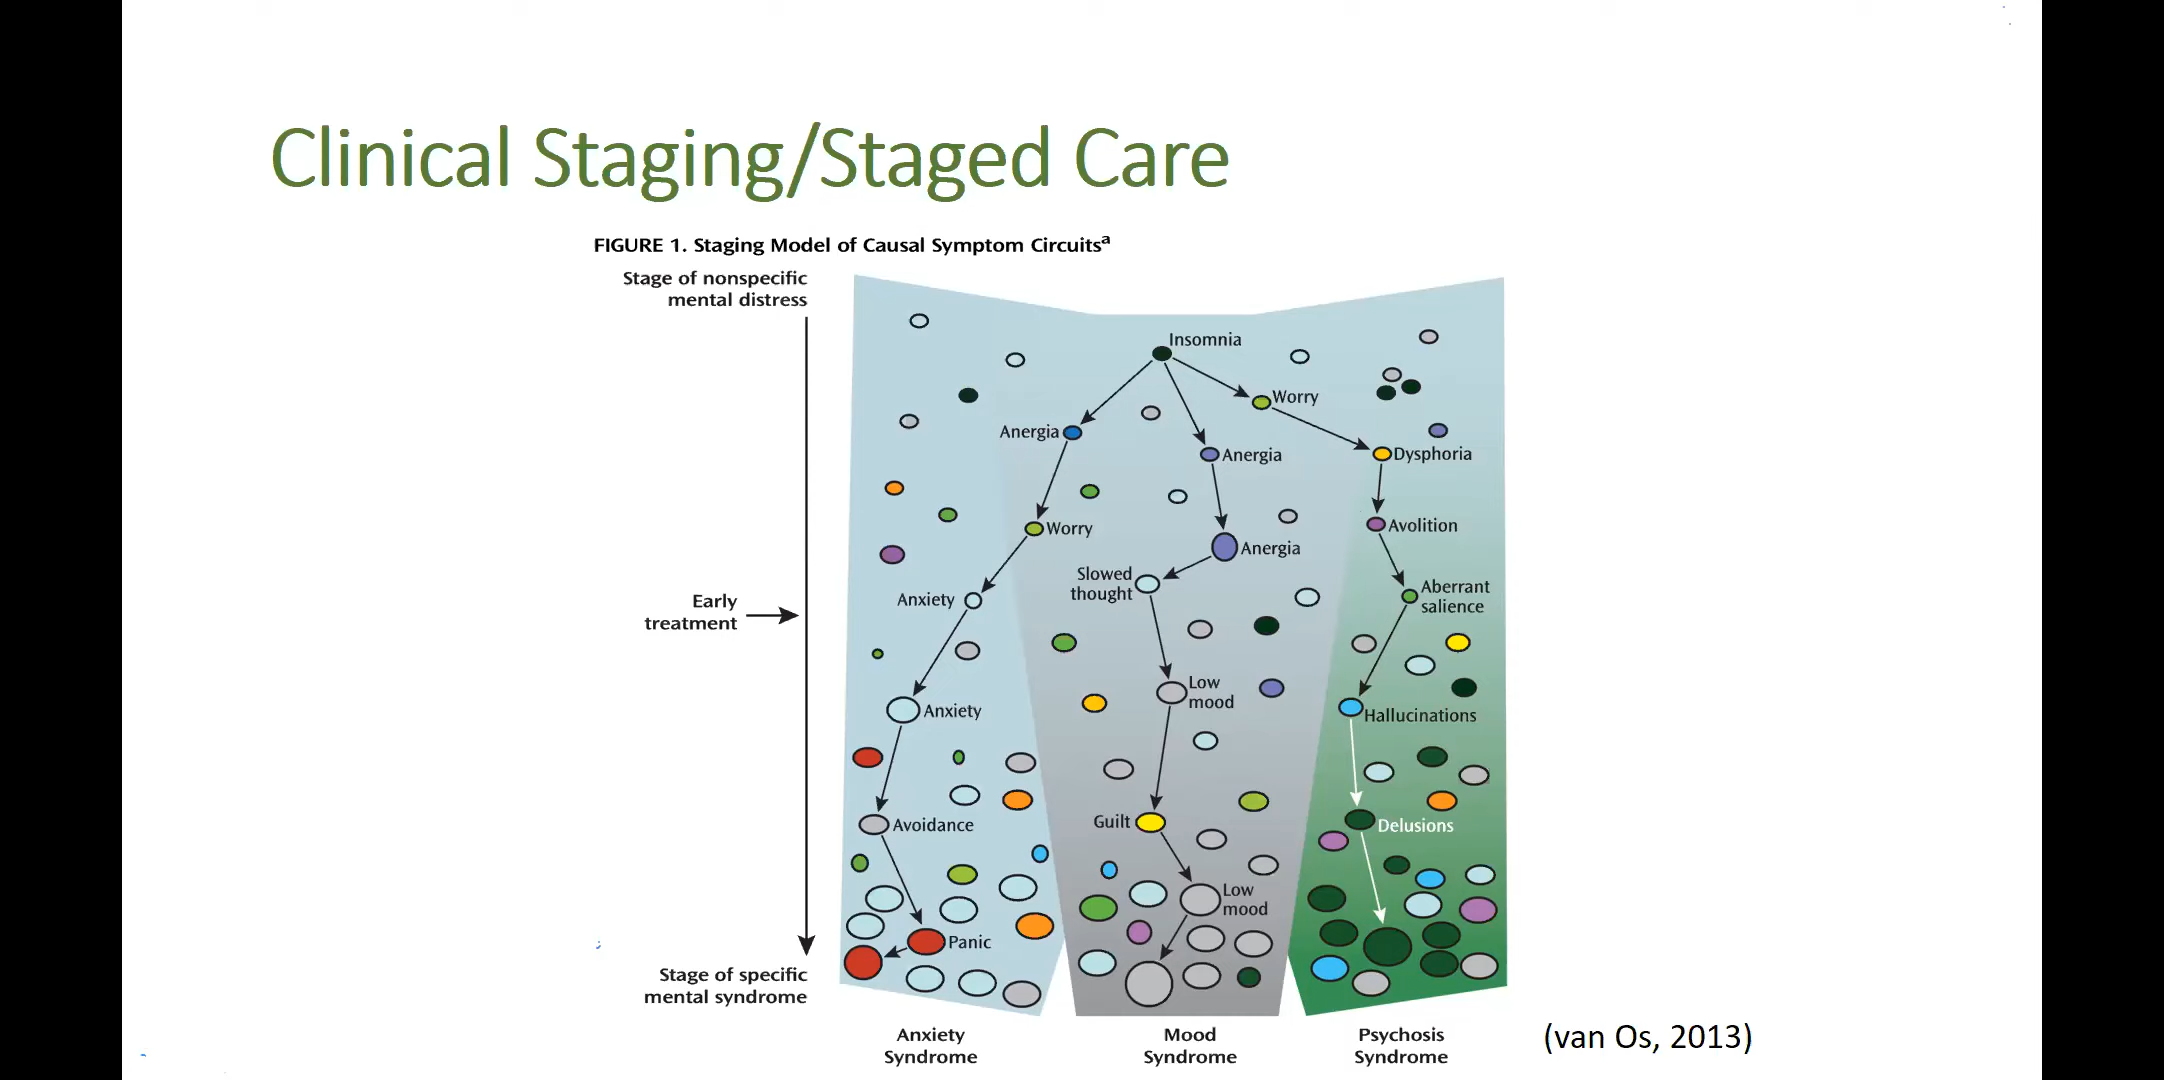 Clinical Staging/Staged Care
FIGURE 1. Staging Model of Causal Symptom Circuitsa
Stage of nonspecific
mental distress
Insomnia
Worry
Anergia
Anergia
Dysphoria
Worry
Avolition
Anergia
Slowed
thought
Aberrant
salience
Anxiety
Early
treatment
Low
mood
Anxiety
Hallucinations
Guilt
Avoidance
Delusions
Low
mood
Panic
Stage of specific
mental syndrome
Anxiety
Syndrome
Mood
Syndrome
Psychosis
Syndrome
(van Os, 2013)